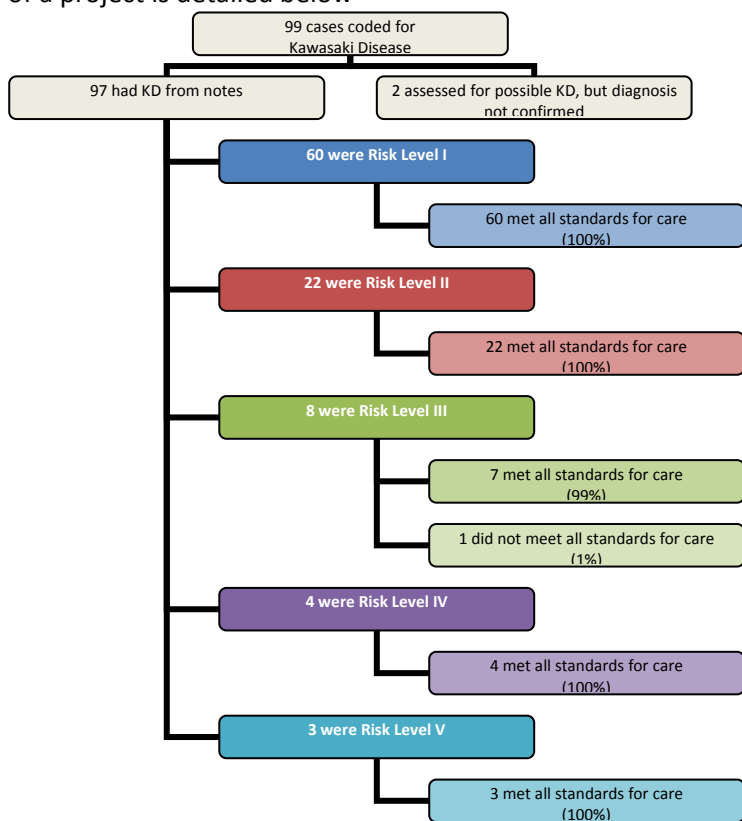 of a project is detailed below
99 cases coded for
Kawasaki Disease
97 had KD from notes
2 assessed for possible KD, but diagnosis
not confirmed
60 were Risk Level I
60 met all standards for care
(100%)
22 were Risk Level II
22 met all standards for care
(100%)
8 were Risk Level III
7 met all standards for care
(99%)
1 did not meet all standards for care
(1%)
4 were Risk Level IV
4 met all standards for care
(100%)
3 were Risk Level V
3 met all standards for care
(100%)